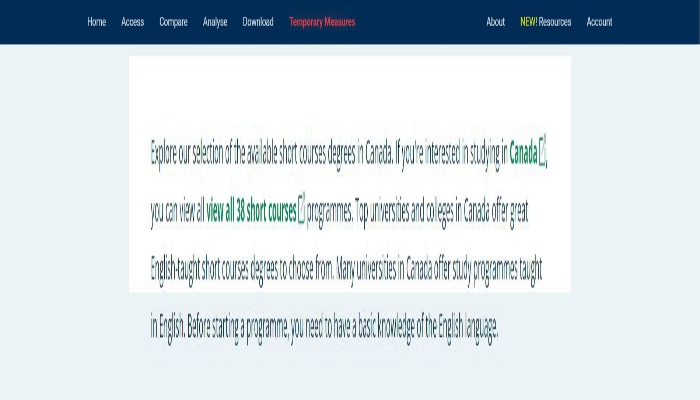 Home Access Compare Analyse Download Temporary Measures About NEW! Resources Account
Explore our selection of the available short courses degrees in Canada. If you're interested in studying in Canada,
you can view all view all 38 short courses programmes. Top universities and colleges in Canada offer great
English-taught short courses degrees to choose from. Many universities in Canada offer study programmes taught
in English. Before starting a programme, you need to have a basic knowledge of the English language.